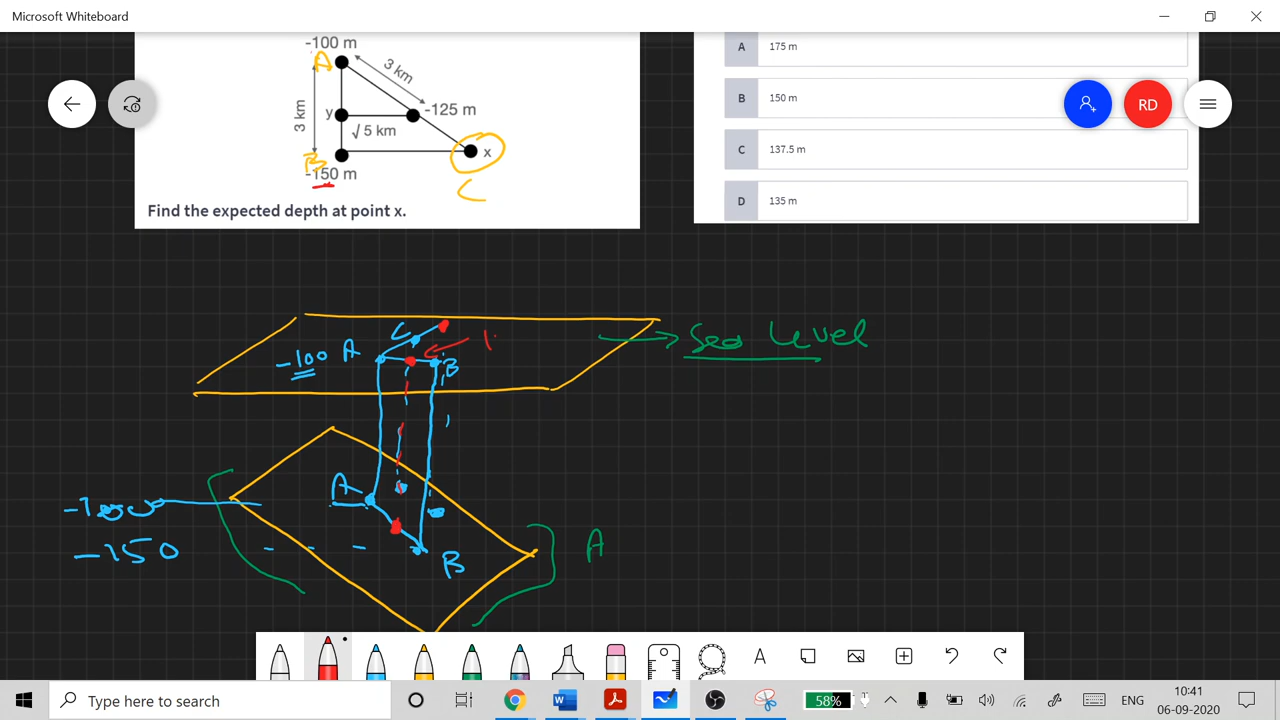 Microsoft Whiteboard
-100 m
A
3 km
3 km
-125 m
y
√5 km
x
B
-150 m
C
Find the expected depth at point x.
A 175 m
B 150 m
C 137.5 m
D 135 m
RD
Sea Level
-100 A
C
B
A
-100
-150
B
A
Type here to search
58%
ENG
10:41
06-09-2020